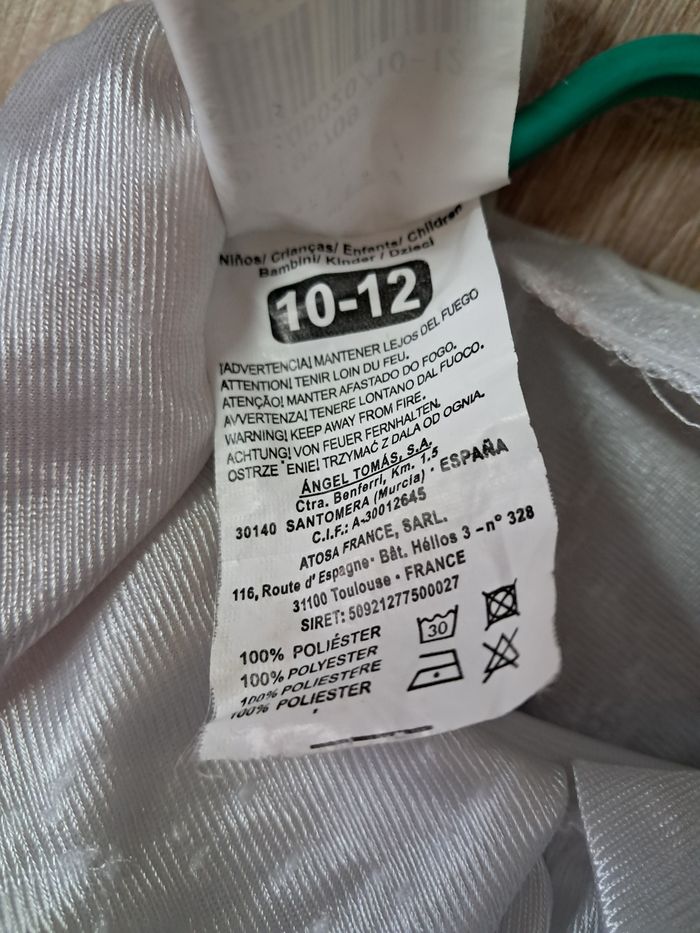 Niños/ Crianças/ Enfants/ Children
Bambini/ Kinder / Dzieci
10-12
¡ADVERTENCIA! MANTENER LEJOS DEL FUEGO
ATTENTION! TENIR LOIN DU FEU.
ATENÇÃO! MANTER AFASTADO DO FOGO.
AVVERTENZA! TENERE LONTANO DAL FUOCO.
WARNING! KEEP AWAY FROM FIRE.
ACHTUNG! VON FEUER FERNHALTEN.
OSTRZE ENIE! TRZYMAĆ Z DALA OD OGNIA.
ÁNGEL TOMÁS, S.A.
Ctra. Benferri, Km. 1.5
30140 SANTOMERA (Murcia) · ESPAÑA
C.I.F.: A-30012645
ATOSA FRANCE, SARL.
116, Route d' Espagne · Bât. Hélios 3 - nº 328
31100 Toulouse · FRANCE
SIRET: 50921277500027
100% POLIÉSTER
100% POLYESTER
100% POLIESTERE
100% POLIESTER
30